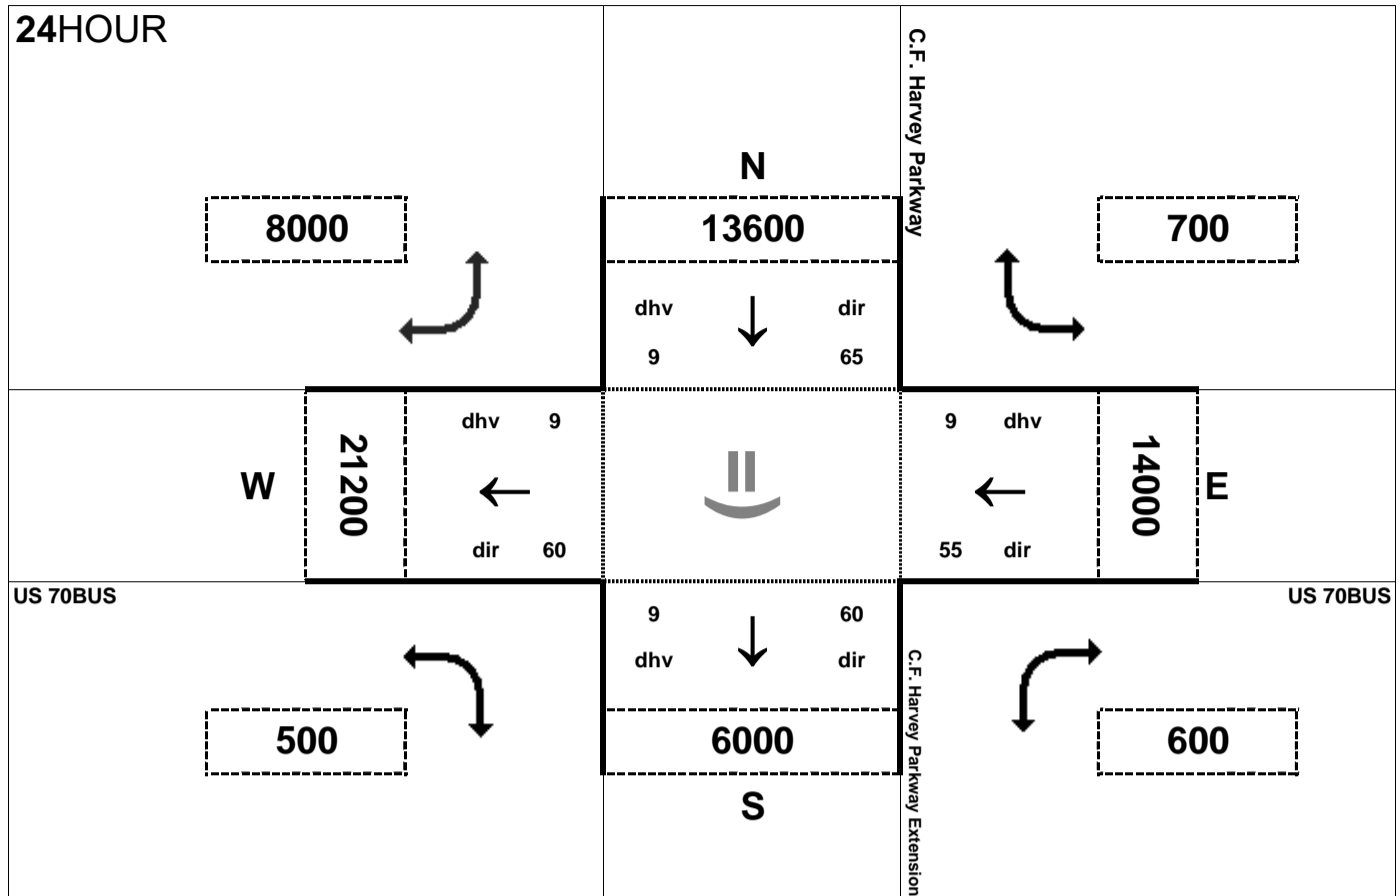 24HOUR
C.F. Harvey Parkway
N
8000
13600
700
dhv
dir
9
65
dhv 9
9 dhv
W
21200
14000
E
dir 60
55 dir
US 70BUS
US 70BUS
9
60
dhv
dir
C.F. Harvey Parkway Extension
500
6000
600
S